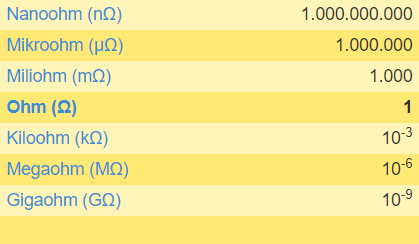 Nanoohm (nΩ) 1.000.000.000
Mikroohm (µΩ) 1.000.000
Miliohm (mΩ) 1.000
Ohm (Ω) 1
Kiloohm (kΩ) 10⁻³
Megaohm (MΩ) 10⁻⁶
Gigaohm (GΩ) 10⁻⁹